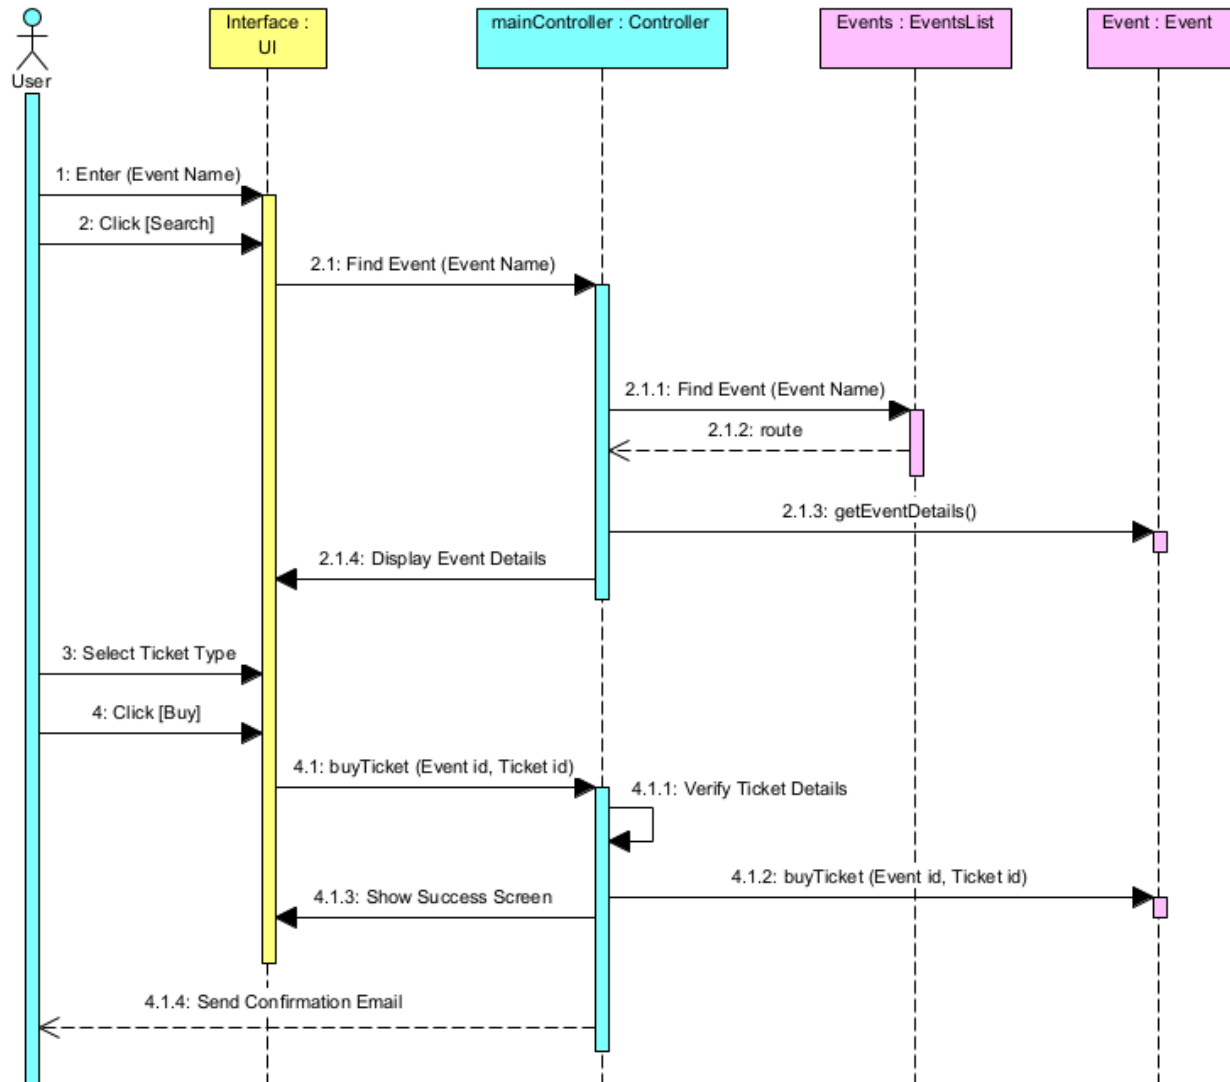 Interface :
UI
mainController : Controller
Events : EventsList
Event : Event
User
1: Enter (Event Name)
2: Click [Search]
2.1: Find Event (Event Name)
2.1.1: Find Event (Event Name)
2.1.2: route
2.1.3: getEventDetails()
2.1.4: Display Event Details
3: Select Ticket Type
4: Click [Buy]
4.1: buyTicket (Event id, Ticket id)
4.1.1: Verify Ticket Details
4.1.2: buyTicket (Event id, Ticket id)
4.1.3: Show Success Screen
4.1.4: Send Confirmation Email